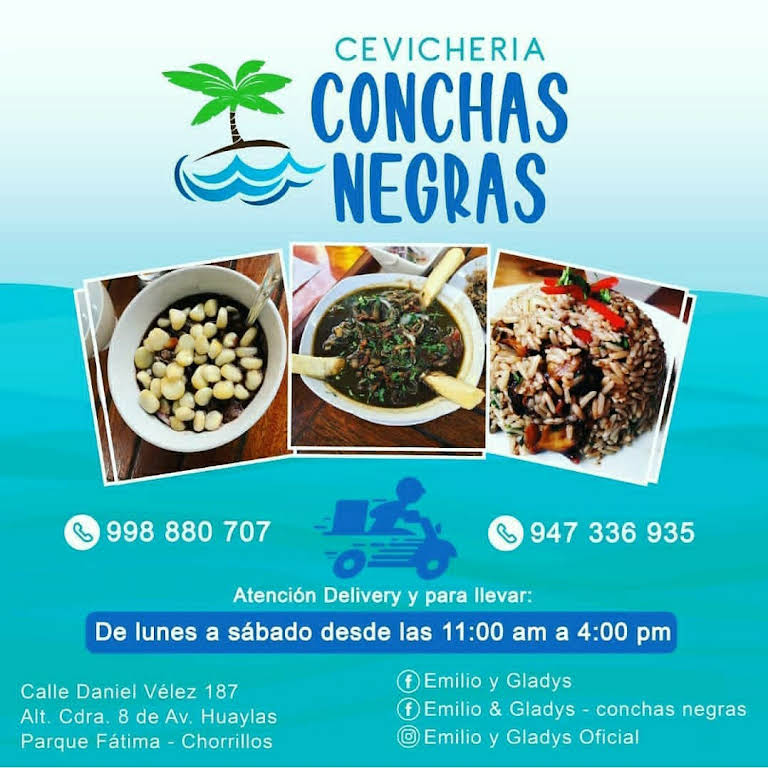 CEVICHERIA
CONCHAS
NEGRAS
998 880 707
947 336 935
Atención Delivery y para llevar:
De lunes a sábado desde las 11:00 am a 4:00 pm
Calle Daniel Vélez 187
Alt. Cdra. 8 de Av. Huaylas
Parque Fátima - Chorrillos
Emilio y Gladys
Emilio & Gladys - conchas negras
Emilio y Gladys Oficial